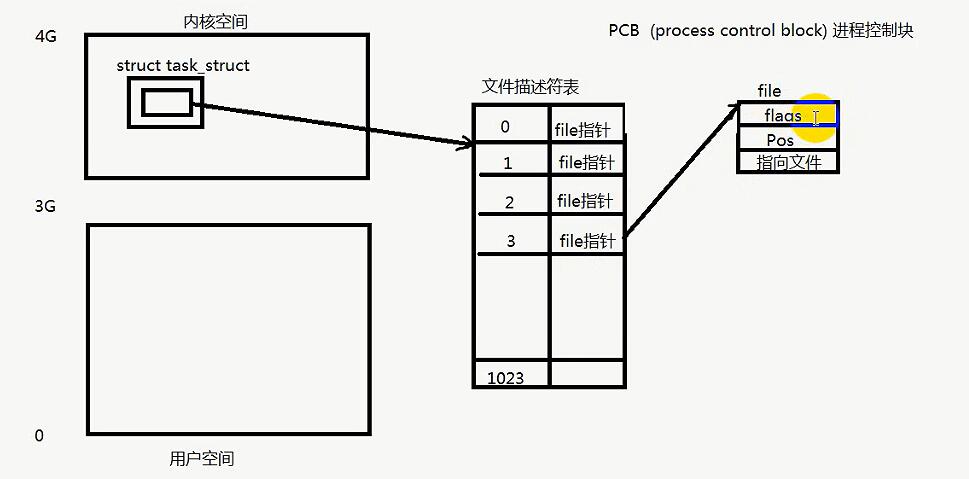 内核空间
PCB (process control block) 进程控制块
4G
struct task_struct
文件描述符表
file
0 file指针
flags
1 file指针
Pos
指向文件
2 file指针
3G
3 file指针
1023
0
用户空间